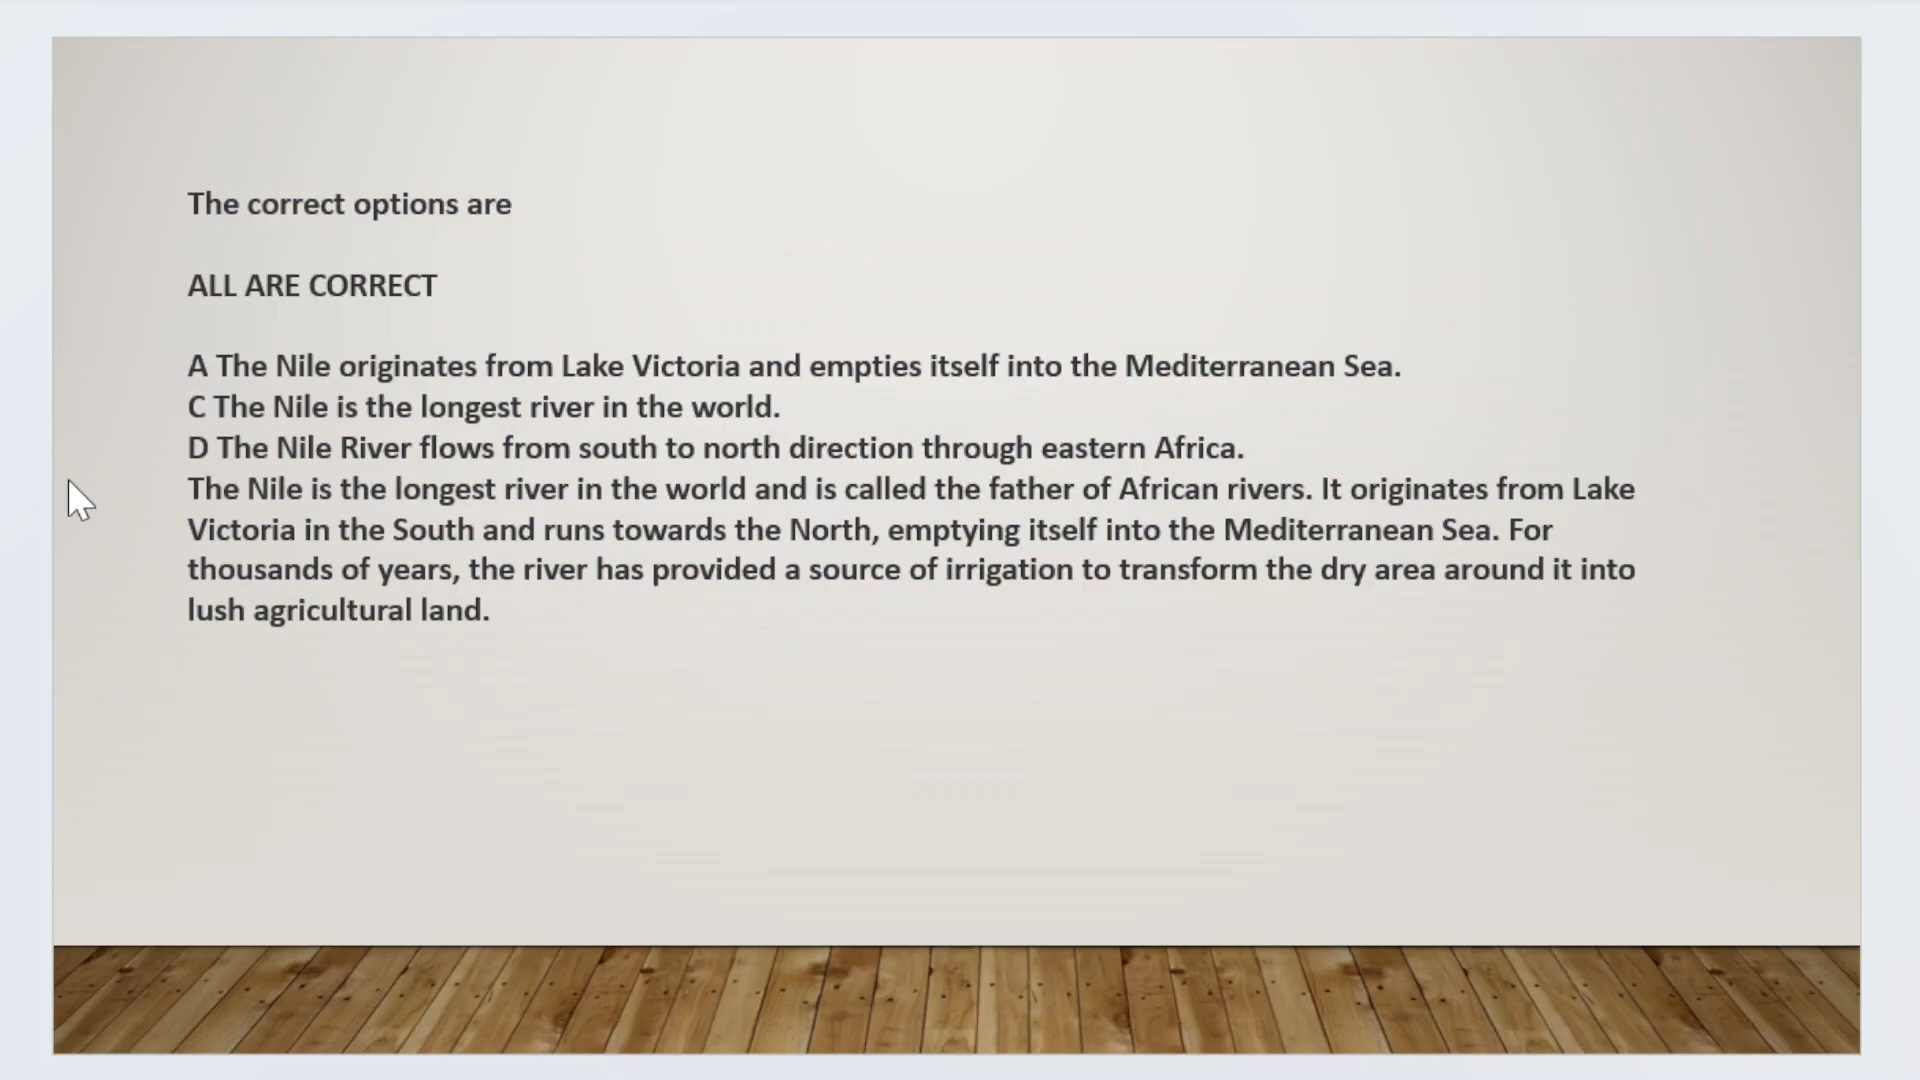 The correct options are
ALL ARE CORRECT
A The Nile originates from Lake Victoria and empties itself into the Mediterranean Sea.
C The Nile is the longest river in the world.
D The Nile River flows from south to north direction through eastern Africa.
The Nile is the longest river in the world and is called the father of African rivers. It originates from Lake
Victoria in the South and runs towards the North, emptying itself into the Mediterranean Sea. For
thousands of years, the river has provided a source of irrigation to transform the dry area around it into
lush agricultural land.